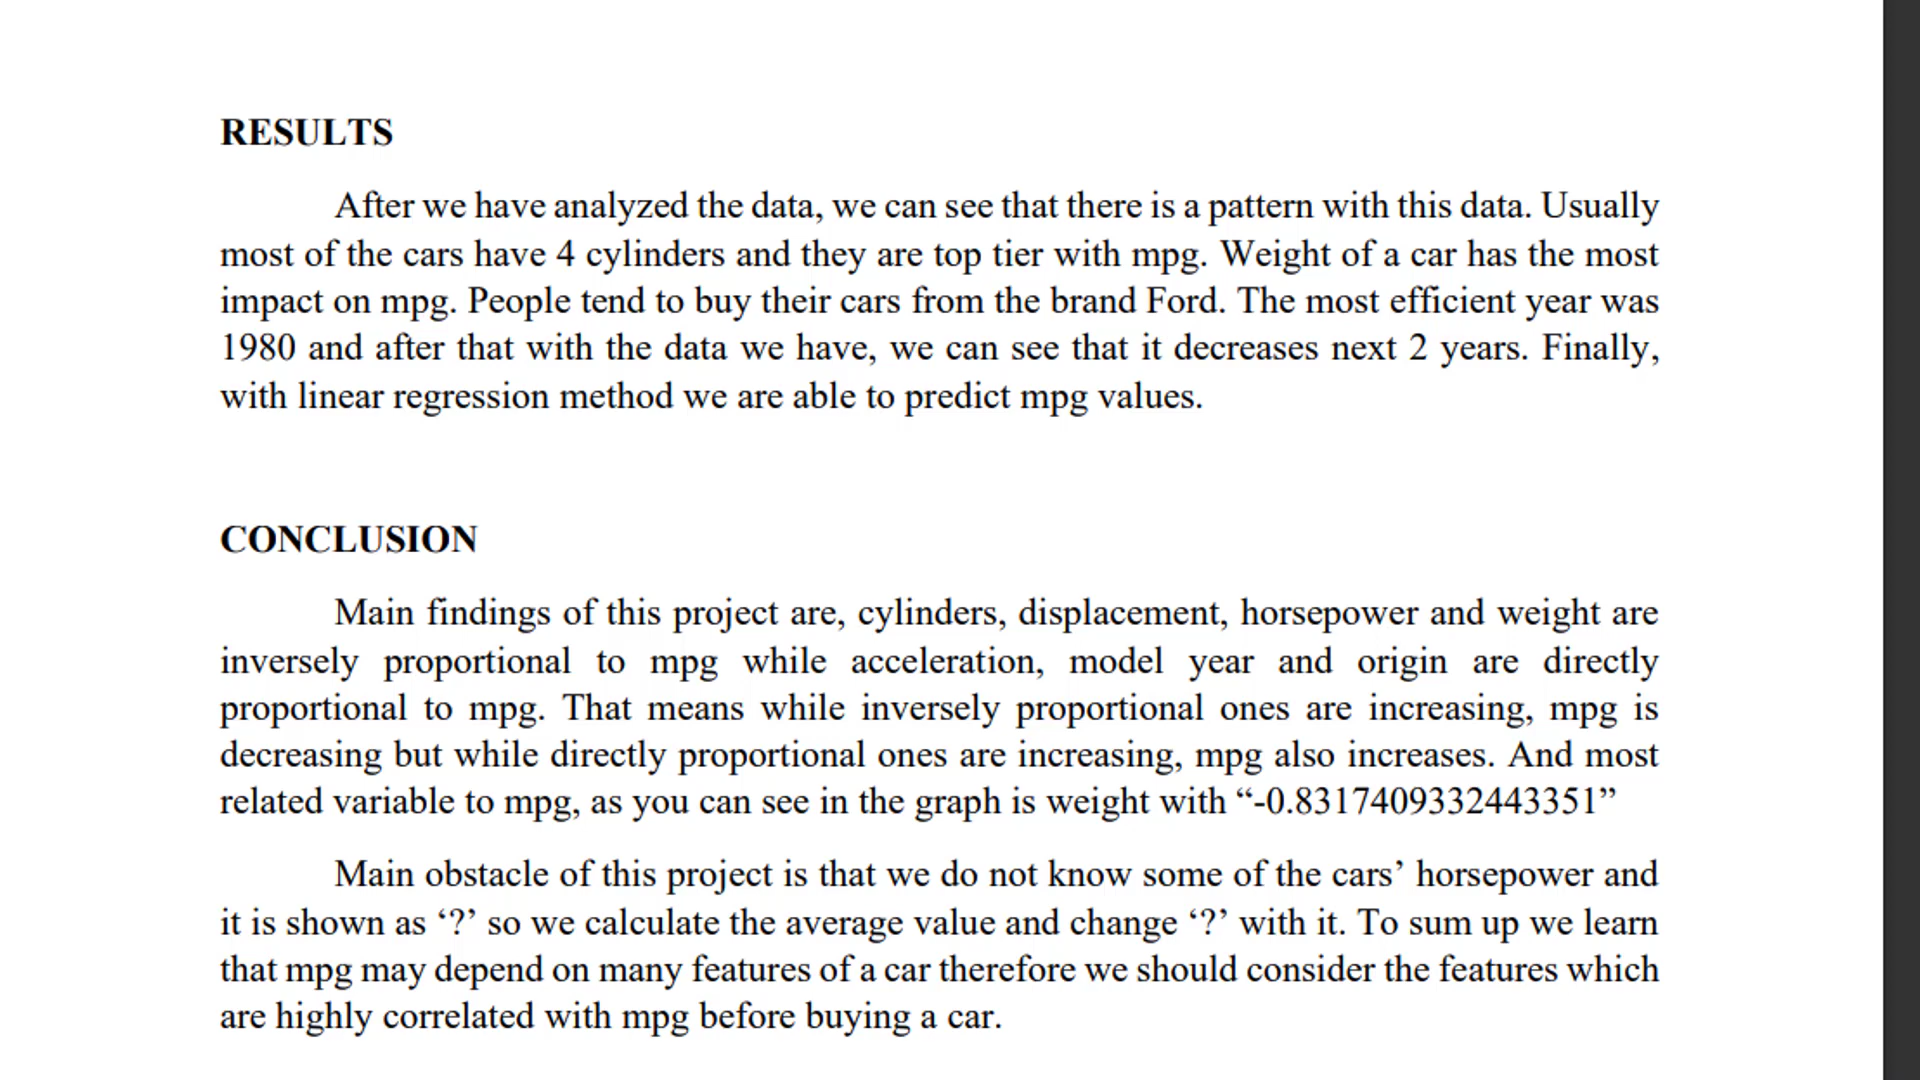 RESULTS
After we have analyzed the data, we can see that there is a pattern with this data. Usually
most of the cars have 4 cylinders and they are top tier with mpg. Weight of a car has the most
impact on mpg. People tend to buy their cars from the brand Ford. The most efficient year was
1980 and after that with the data we have, we can see that it decreases next 2 years. Finally,
with linear regression method we are able to predict mpg values.
CONCLUSION
Main findings of this project are, cylinders, displacement, horsepower and weight are
inversely proportional to mpg while acceleration, model year and origin are directly
proportional to mpg. That means while inversely proportional ones are increasing, mpg is
decreasing but while directly proportional ones are increasing, mpg also increases. And most
related variable to mpg, as you can see in the graph is weight with “-0.8317409332443351”
Main obstacle of this project is that we do not know some of the cars’ horsepower and
it is shown as ‘?’ so we calculate the average value and change ‘?’ with it. To sum up we learn
that mpg may depend on many features of a car therefore we should consider the features which
are highly correlated with mpg before buying a car.